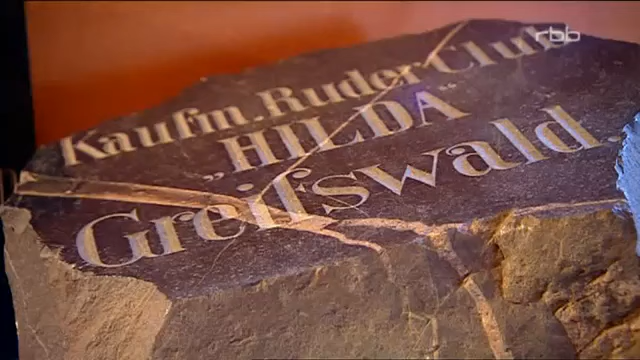 rbb
Kaufm. Ruder Club
„HILDA“
Greifswald.